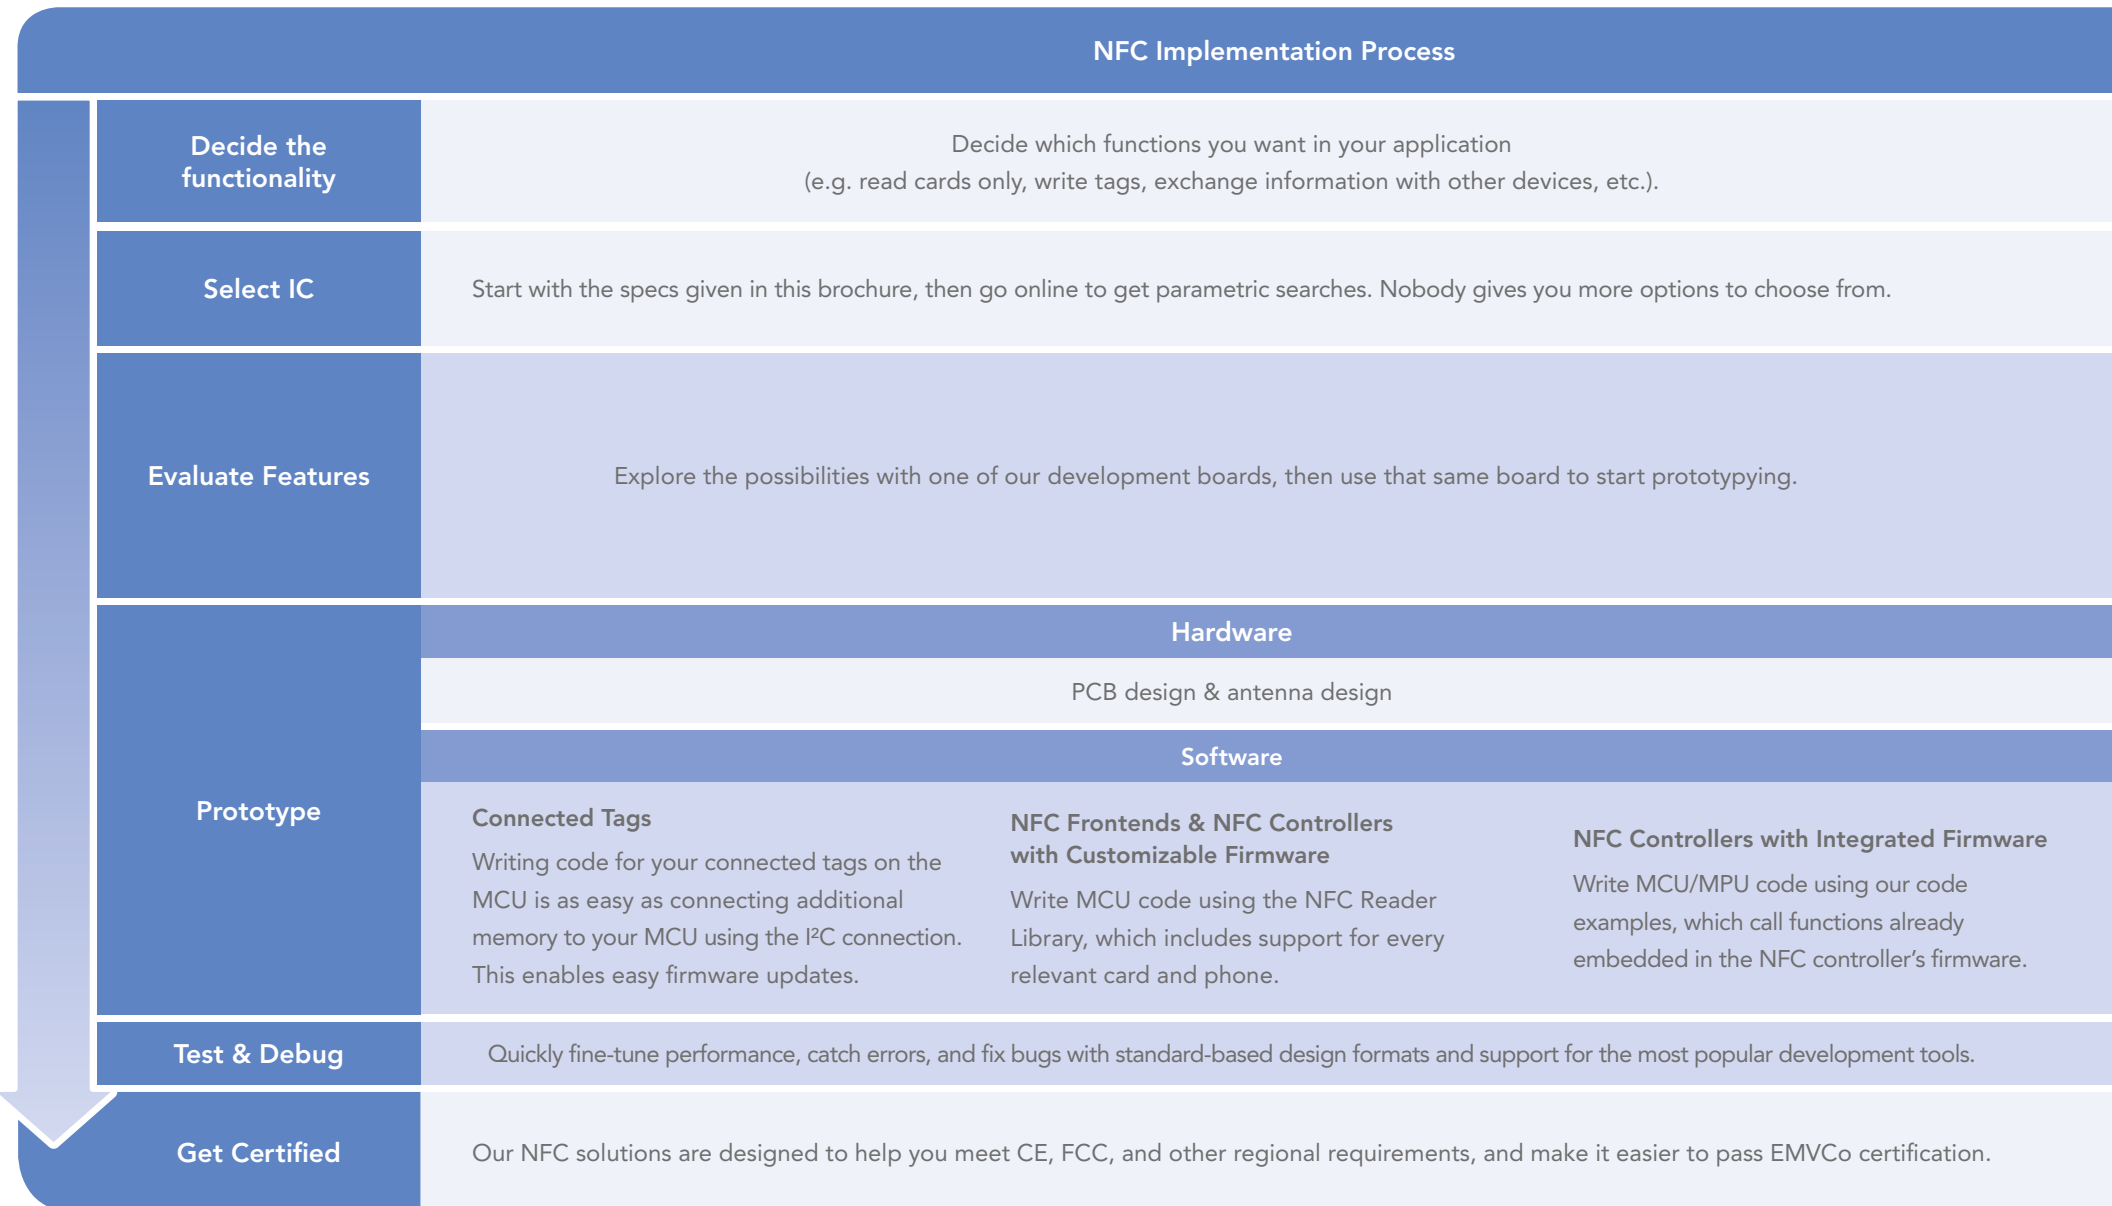 NFC Implementation Process
Decide the
functionality
Decide which functions you want in your application
(e.g. read cards only, write tags, exchange information with other devices, etc.).
Select IC
Start with the specs given in this brochure, then go online to get parametric searches. Nobody gives you more options to choose from.
Evaluate Features
Explore the possibilities with one of our development boards, then use that same board to start prototypying.
Prototype
Hardware
PCB design & antenna design
Software
Connected Tags
Writing code for your connected tags on the
MCU is as easy as connecting additional
memory to your MCU using the I²C connection.
This enables easy firmware updates.
NFC Frontends & NFC Controllers
with Customizable Firmware
Write MCU code using the NFC Reader
Library, which includes support for every
relevant card and phone.
NFC Controllers with Integrated Firmware
Write MCU/MPU code using our code
examples, which call functions already
embedded in the NFC controller's firmware.
Test & Debug
Quickly fine-tune performance, catch errors, and fix bugs with standard-based design formats and support for the most popular development tools.
Get Certified
Our NFC solutions are designed to help you meet CE, FCC, and other regional requirements, and make it easier to pass EMVCo certification.